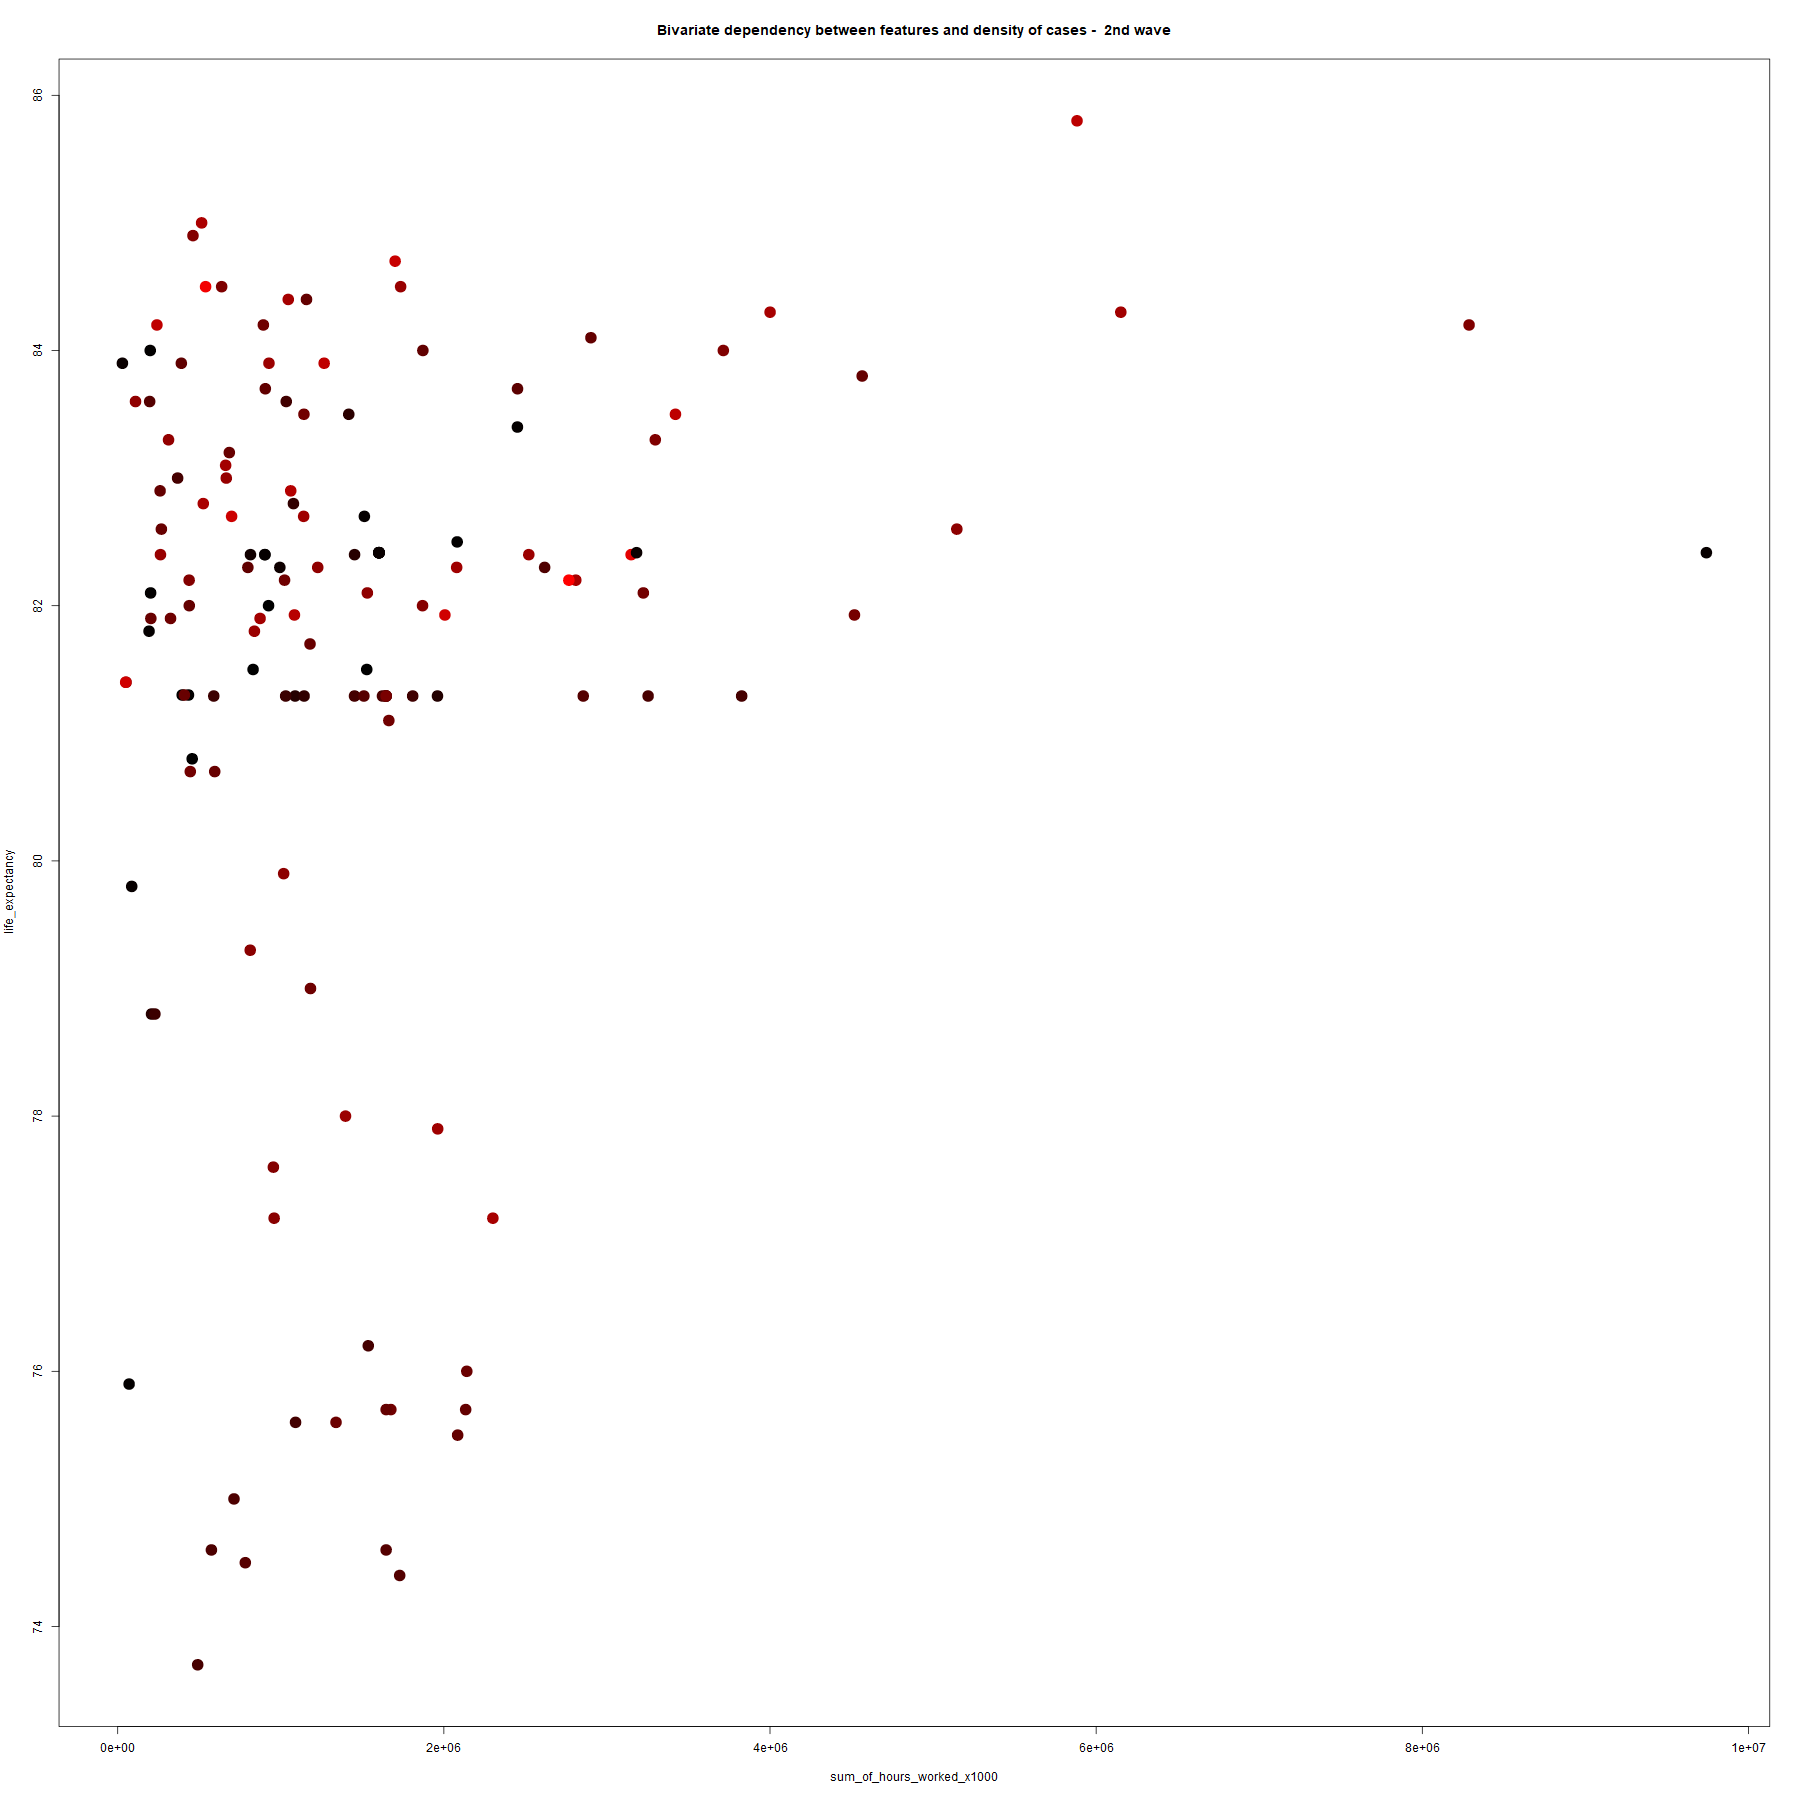 Bivariate dependency between features and density of cases -  2nd wave
86
84
82
80
78
76
74
life_expectancy
0e+00 2e+06 4e+06 6e+06 8e+06 1e+07
sum_of_hours_worked_x1000